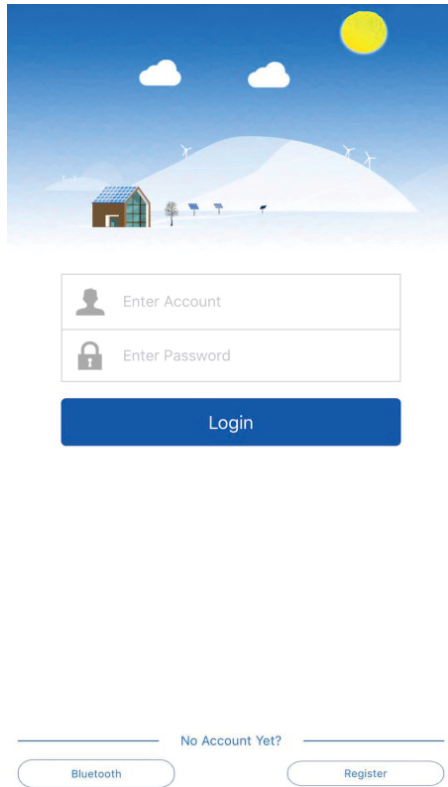 Enter Account
Enter Password
Login
No Account Yet?
Bluetooth
Register